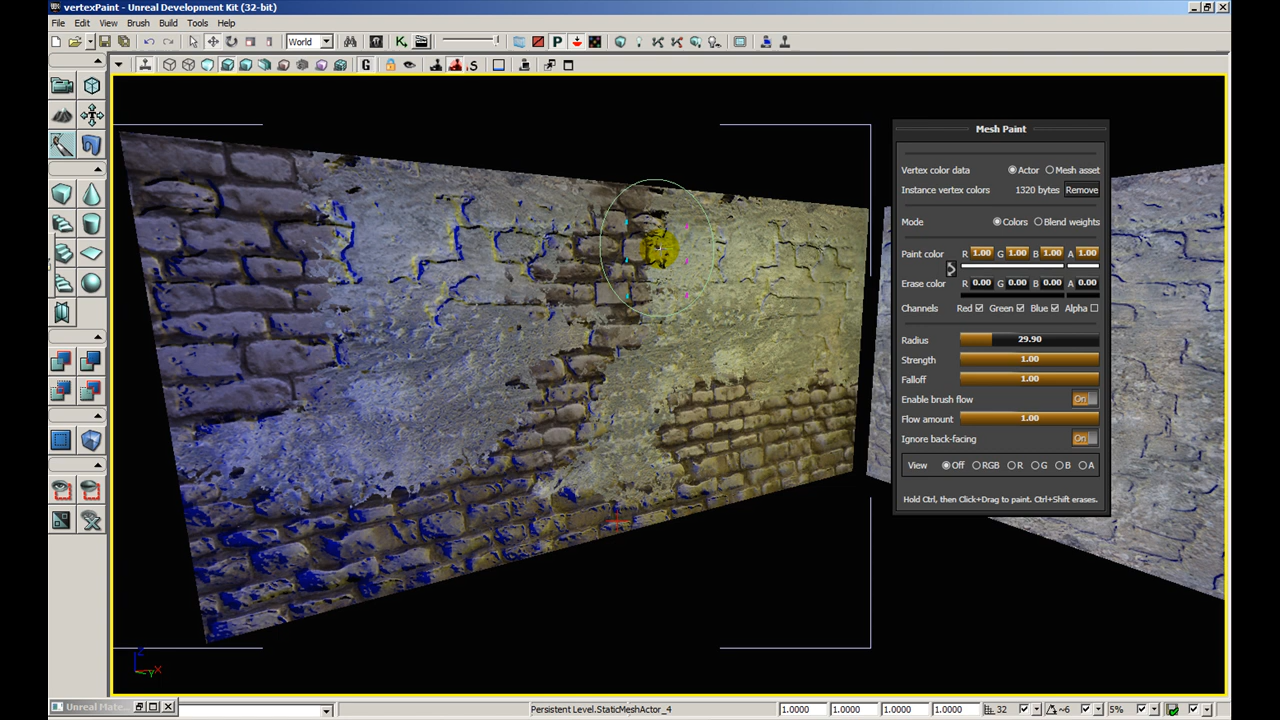 vertexPaint - Unreal Development Kit (32-bit)
File Edit View Brush Build Tools Help
World
P
G
S
Mesh Paint
Vertex color data Actor Mesh asset
Instance vertex colors 1320 bytes Remove
Mode Colors Blend weights
Paint color R 1.00 G 1.00 B 1.00 A 1.00
Erase color R 0.00 G 0.00 B 0.00 A 0.00
Channels Red Green Blue Alpha
Radius 29.90
Strength 1.00
Falloff 1.00
Enable brush flow On
Flow amount 1.00
Ignore back-facing On
View Off RGB R G B A
Hold Ctrl, then Click+Drag to paint. Ctrl+Shift erases.
Z
X
Y
Unreal Mate...
Persistent Level.StaticMeshActor_4 1.0000 1.0000 1.0000 1.0000 32 ~6 5%